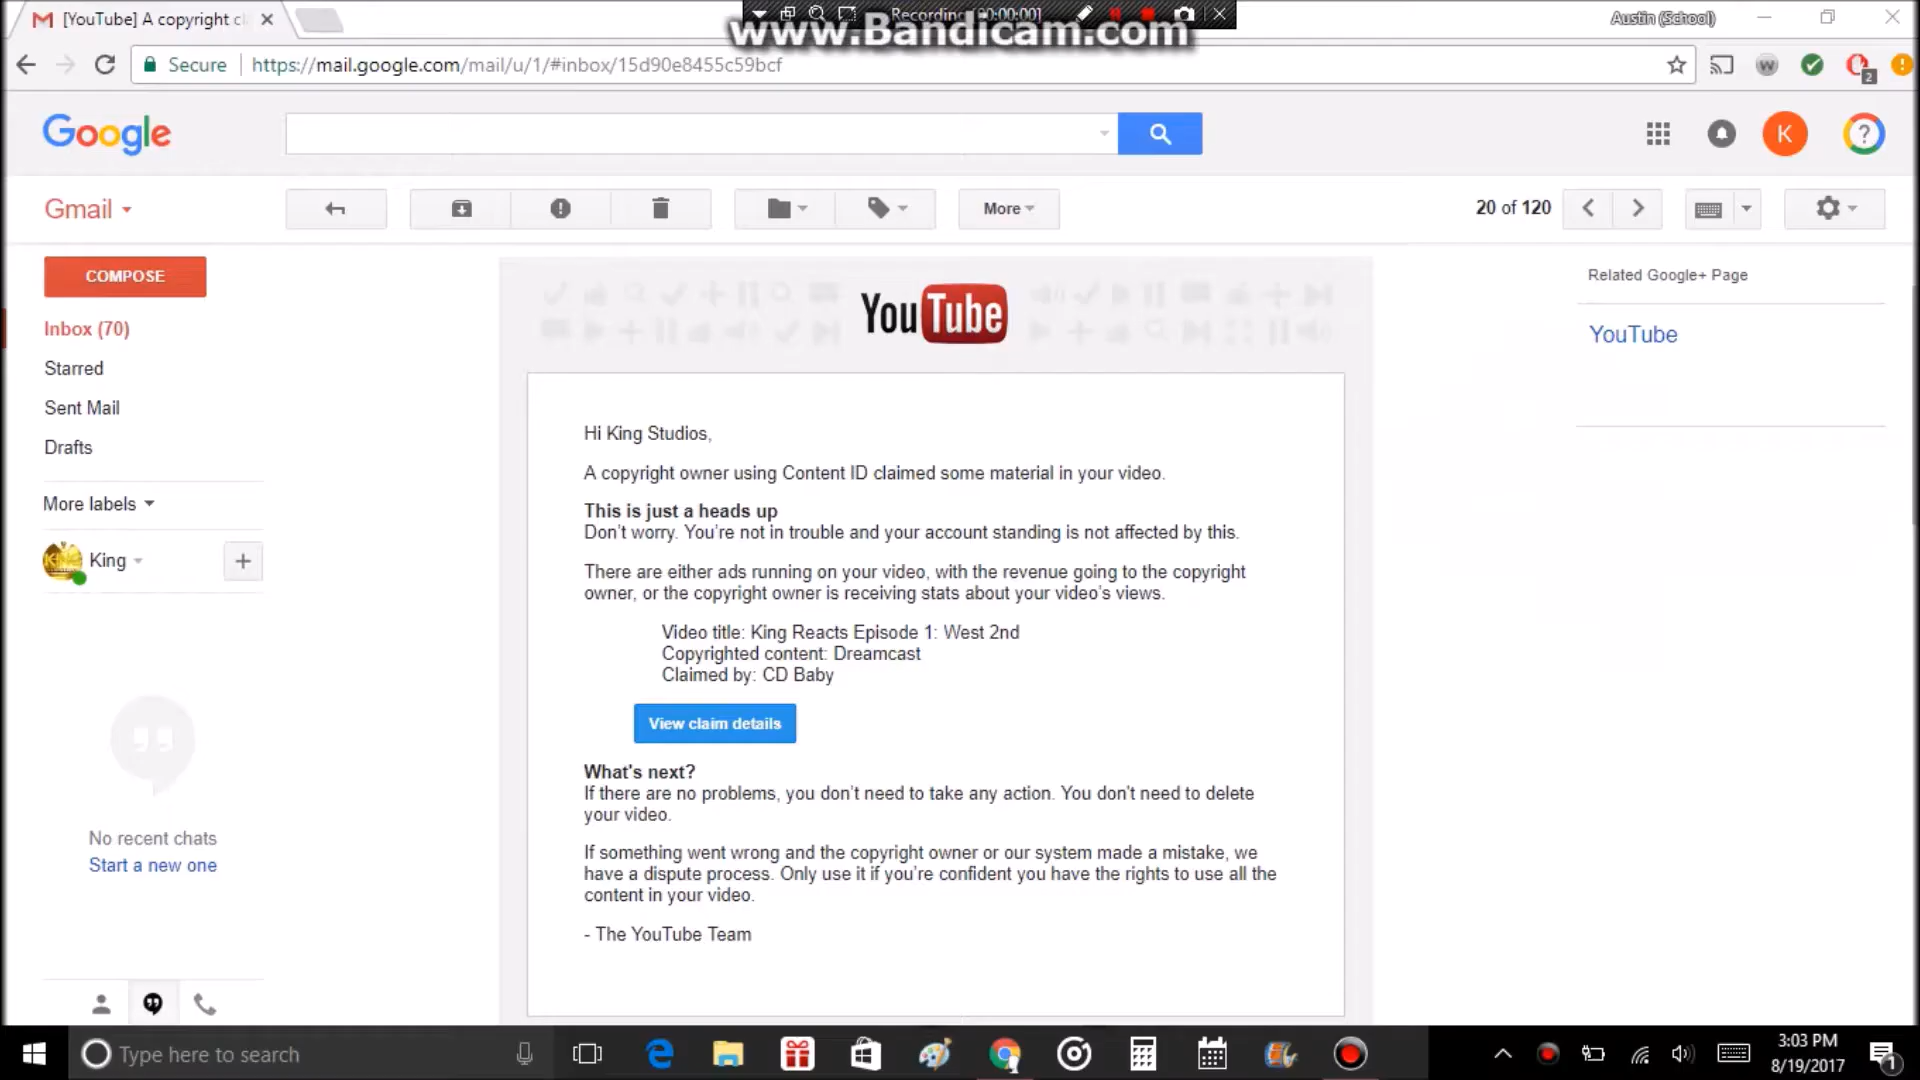 [YouTube] A copyright c
Recording [00:00:00]
www.Bandicam.com
Austin (School)
Secure
https://mail.google.com/mail/u/1/#inbox/15d90e8455c59bcf
W
2
Google
K
?
Gmail
More
20 of 120
COMPOSE
Inbox (70)
Starred
Sent Mail
Drafts
More labels
King
No recent chats
Start a new one
YouTube
Hi King Studios,
A copyright owner using Content ID claimed some material in your video.
This is just a heads up
Don't worry. You're not in trouble and your account standing is not affected by this.
There are either ads running on your video, with the revenue going to the copyright
owner, or the copyright owner is receiving stats about your video's views.
Video title: King Reacts Episode 1: West 2nd
Copyrighted content: Dreamcast
Claimed by: CD Baby
View claim details
What's next?
If there are no problems, you don't need to take any action. You don't need to delete
your video.
If something went wrong and the copyright owner or our system made a mistake, we
have a dispute process. Only use it if you're confident you have the rights to use all the
content in your video.
- The YouTube Team
Related Google+ Page
YouTube
Type here to search
3:03 PM
8/19/2017
1